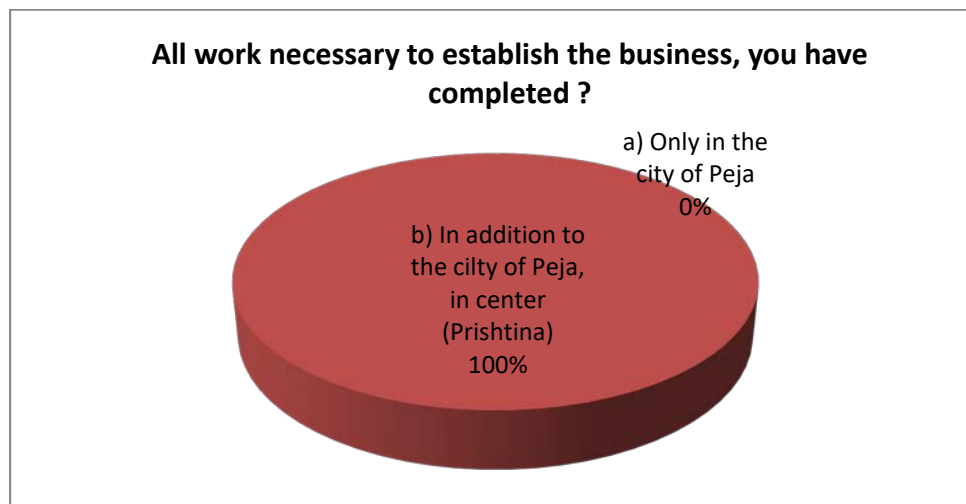 All work necessary to establish the business, you have
completed ?
a) Only in the
city of Peja
0%
b) In addition to
the cilty of Peja,
in center
(Prishtina)
100%